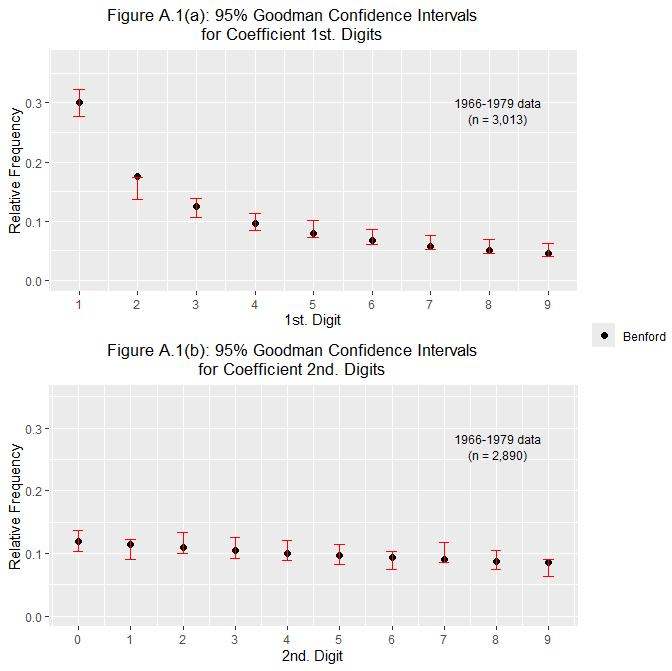 Figure A.1(a): 95% Goodman Confidence Intervals
for Coefficient 1st. Digits
Relative Frequency
0.3
0.2
0.1
0.0
1966-1979 data
(n = 3,013)
1 2 3 4 5 6 7 8 9
1st. Digit
Benford
Figure A.1(b): 95% Goodman Confidence Intervals
for Coefficient 2nd. Digits
Relative Frequency
0.3
0.2
0.1
0.0
1966-1979 data
(n = 2,890)
0 1 2 3 4 5 6 7 8 9
2nd. Digit